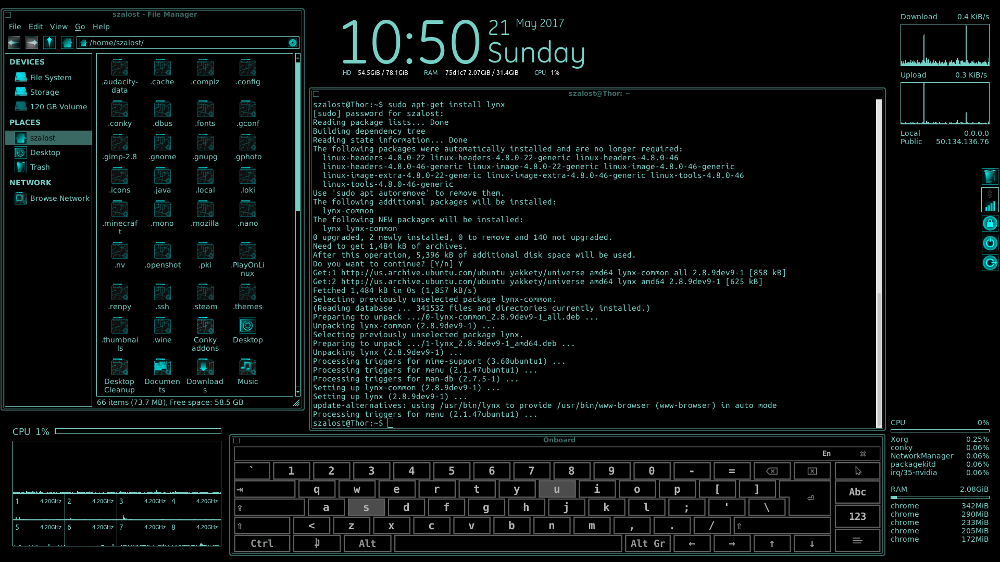 szalost - File Manager
File Edit View Go Help
/home/szalost/
DEVICES
File System
Storage
120 GB Volume
PLACES
szalost
Desktop
Trash
NETWORK
Browse Network
.audacity-data .cache .compiz .config
.conky .dbus .fonts .gconf
.gimp-2.8 .gnome .gnupg .gphoto
.icons .java .local .loki
.minecraft .mono .mozilla .nano
.nv .openshot .pki .PlayOnLinux
.renpy .ssh .steam .themes
.thumbnails .wine Conky addons Desktop
Desktop Cleanup Documents Downloads Music
66 items (73.7 MB), Free space: 58.5 GB
10:50 21 May 2017
Sunday
HD 54.5GiB / 78.1GiB RAM 75d1c7 2.07GiB / 31.4GiB CPU 1%
szalost@Thor: ~
szalost@Thor:~$ sudo apt-get install lynx
[sudo] password for szalost:
Reading package lists... Done
Building dependency tree
Reading state information... Done
The following packages were automatically installed and are no longer required:
linux-headers-4.8.0-22 linux-headers-4.8.0-22-generic linux-headers-4.8.0-46
linux-headers-4.8.0-46-generic linux-image-4.8.0-22-generic linux-image-4.8.0-46-generic
linux-image-extra-4.8.0-22-generic linux-image-extra-4.8.0-46-generic linux-tools-4.8.0-46
linux-tools-4.8.0-46-generic
Use 'sudo apt autoremove' to remove them.
The following additional packages will be installed:
lynx-common
The following NEW packages will be installed:
lynx lynx-common
0 upgraded, 2 newly installed, 0 to remove and 140 not upgraded.
Need to get 1,484 kB of archives.
After this operation, 5,396 kB of additional disk space will be used.
Do you want to continue? [Y/n] Y
Get:1 http://us.archive.ubuntu.com/ubuntu yakkety/universe amd64 lynx-common all 2.8.9dev9-1 [858 kB]
Get:2 http://us.archive.ubuntu.com/ubuntu yakkety/universe amd64 lynx amd64 2.8.9dev9-1 [625 kB]
Fetched 1,484 kB in 0s (1,857 kB/s)
Selecting previously unselected package lynx-common.
(Reading database ... 341532 files and directories currently installed.)
Preparing to unpack .../0-lynx-common_2.8.9dev9-1_all.deb ...
Unpacking lynx-common (2.8.9dev9-1) ...
Selecting previously unselected package lynx.
Preparing to unpack .../1-lynx_2.8.9dev9-1_amd64.deb ...
Unpacking lynx (2.8.9dev9-1) ...
Processing triggers for mime-support (3.60ubuntu1) ...
Processing triggers for menu (2.1.47ubuntu1) ...
Processing triggers for man-db (2.7.5-1) ...
Setting up lynx-common (2.8.9dev9-1) ...
Setting up lynx (2.8.9dev9-1) ...
update-alternatives: using /usr/bin/lynx to provide /usr/bin/www-browser (www-browser) in auto mode
Processing triggers for menu (2.1.47ubuntu1) ...
szalost@Thor:~$
Download 0.4 KiB/s
Upload 0.3 KiB/s
Local 0.0.0.0
Public 50.134.136.76
CPU 1%
1 4.20GHz 2 4.20GHz 3 4.20GHz 4 4.20GHz
5 4.20GHz 6 4.20GHz 7 4.20GHz 8 4.20GHz
Onboard
En
` 1 2 3 4 5 6 7 8 9 0 - =
q w e r t y u i o p [ ] Abc
a s d f g h j k l ; ' \
123
< z x c v b n m , . /
Ctrl Alt Alt Gr ← → ↑ ↓
CPU 0%
Xorg 0.25%
conky 0.06%
NetworkManager 0.06%
packagekitd 0.06%
irq/35-nvidia 0.06%
RAM 2.08GiB
chrome 342MiB
chrome 290MiB
chrome 233MiB
chrome 205MiB
chrome 172MiB